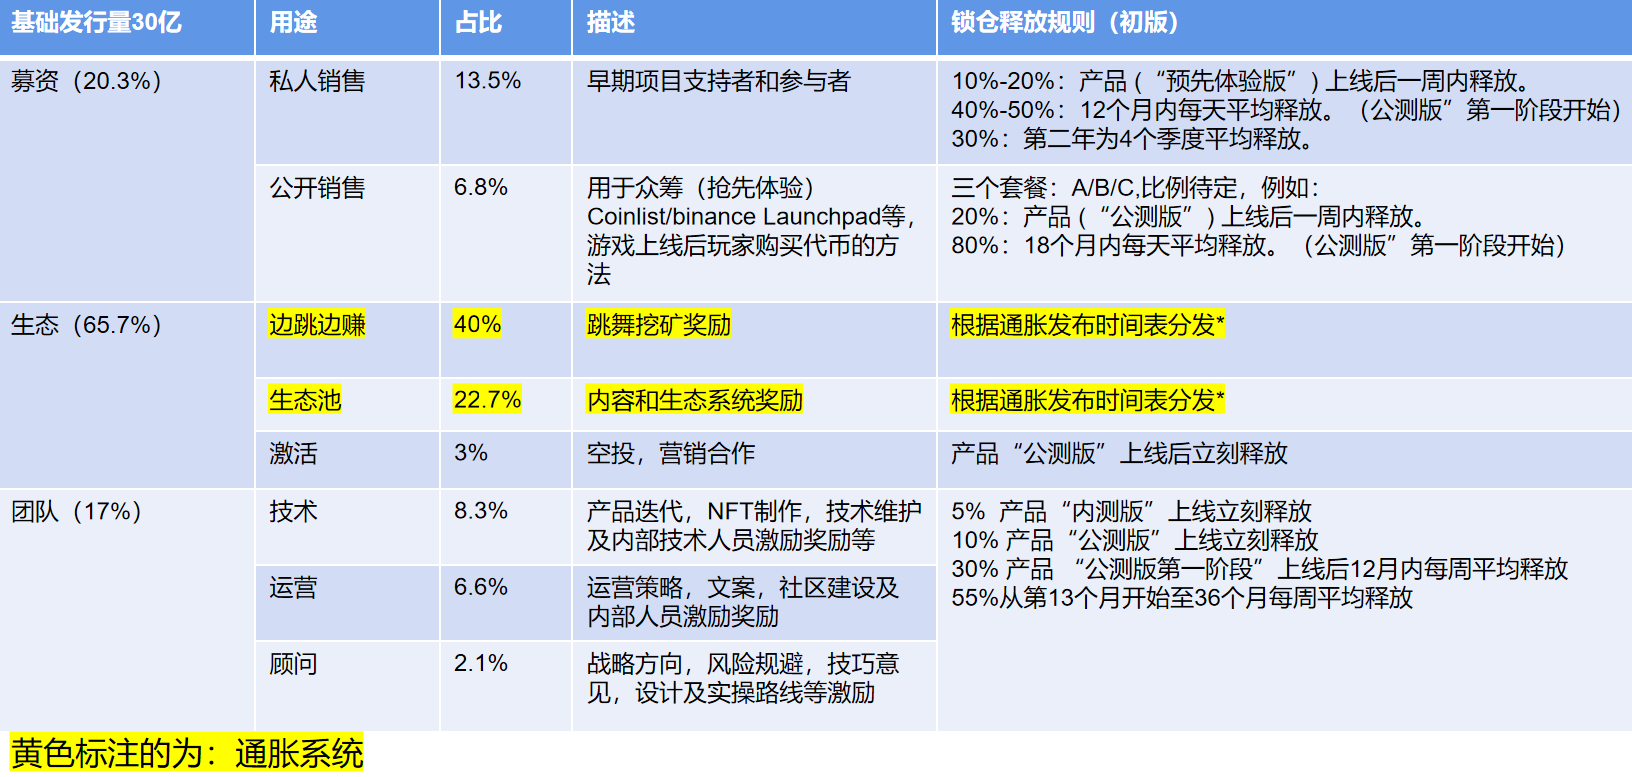 基础发行量30亿
用途
占比
描述
锁仓释放规则（初版）
募资（20.3%）
私人销售
13.5%
早期项目支持者和参与者
10%-20%：产品 (“预先体验版”) 上线后一周内释放。
40%-50%：12个月内每天平均释放。（公测版”第一阶段开始）
30%：第二年为4个季度平均释放。
公开销售
6.8%
用于众筹（抢先体验）
Coinlist/binance Launchpad等，
游戏上线后玩家购买代币的方
法
三个套餐：A/B/C,比例待定，例如：
20%：产品 (“公测版”) 上线后一周内释放。
80%：18个月内每天平均释放。（公测版”第一阶段开始）
生态（65.7%）
边跳边赚
40%
跳舞挖矿奖励
根据通胀发布时间表分发*
生态池
22.7%
内容和生态系统奖励
根据通胀发布时间表分发*
激活
3%
空投，营销合作
产品“公测版”上线后立刻释放
团队（17%）
技术
8.3%
产品迭代，NFT制作，技术维护
及内部技术人员激励奖励等
5% 产品“内测版”上线立刻释放
10% 产品“公测版”上线立刻释放
30% 产品 “公测版第一阶段”上线后12月内每周平均释放
55%从第13个月开始至36个月每周平均释放
运营
6.6%
运营策略，文案，社区建设及
内部人员激励奖励
顾问
2.1%
战略方向，风险规避，技巧意
见，设计及实操路线等激励
黄色标注的为：通胀系统